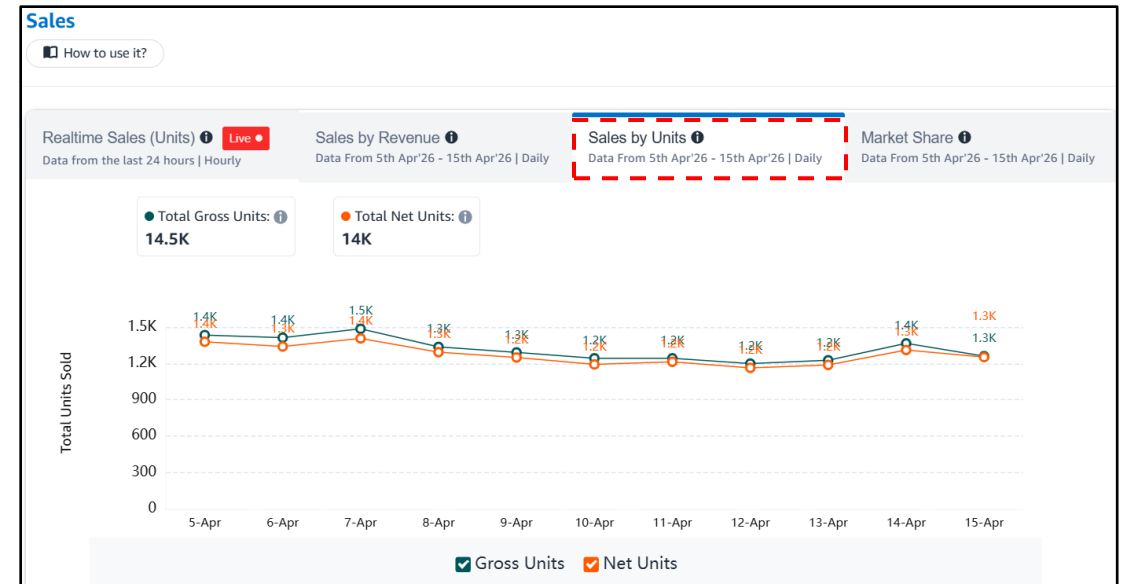 Sales
How to use it?
Realtime Sales (Units) Live
Data from the last 24 hours | Hourly
Sales by Revenue
Data From 5th Apr'26 - 15th Apr'26 | Daily
Sales by Units
Data From 5th Apr'26 - 15th Apr'26 | Daily
Market Share
Data From 5th Apr'26 - 15th Apr'26 | Daily
Total Gross Units:
14.5K
Total Net Units:
14K
Total Units Sold
1.5K
1.2K
900
600
300
0
1.4K 1.4K 1.5K 1.3K 1.3K 1.2K 1.2K 1.2K 1.2K 1.4K 1.3K
1.4K 1.3K 1.4K 1.3K 1.2K 1.2K 1.2K 1.2K 1.2K 1.3K 1.3K
5-Apr 6-Apr 7-Apr 8-Apr 9-Apr 10-Apr 11-Apr 12-Apr 13-Apr 14-Apr 15-Apr
Gross Units Net Units